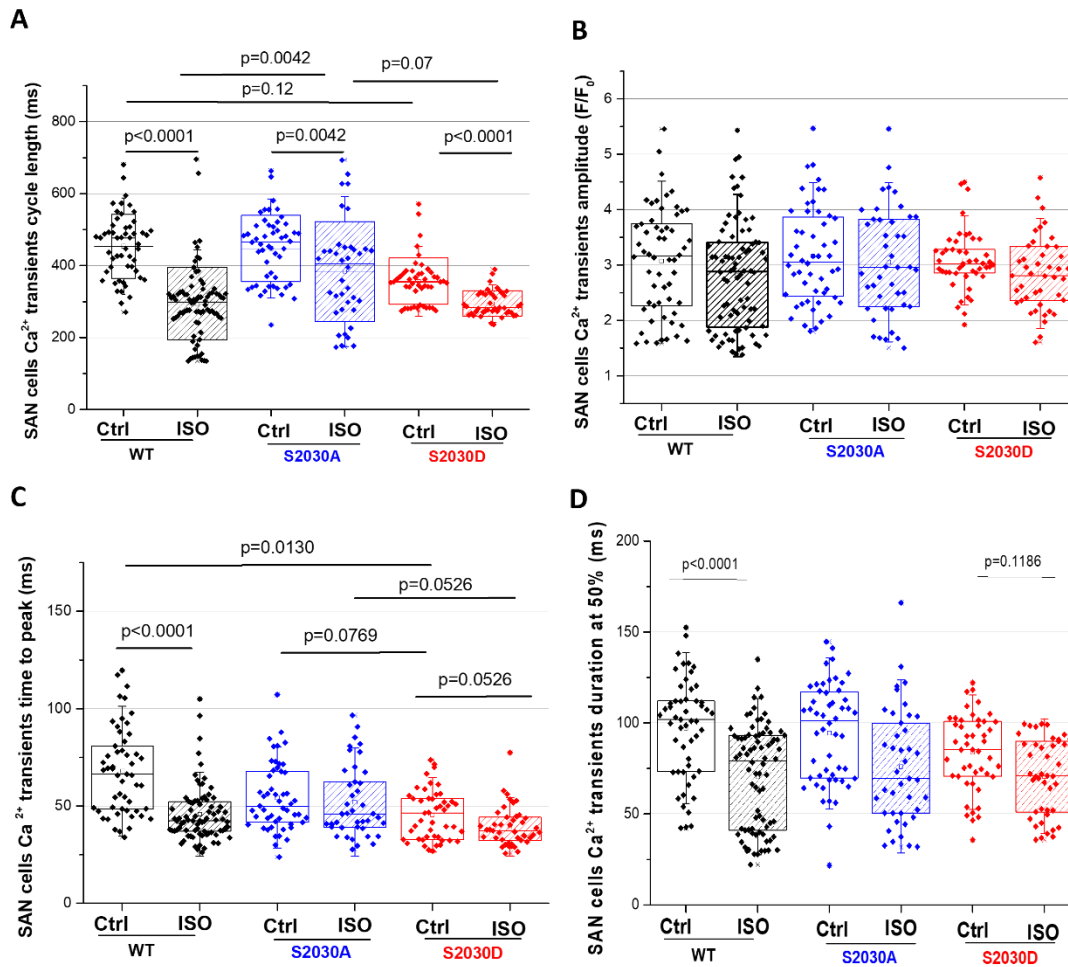 A
SAN cells Ca2+ transients cycle length (ms)
p=0.0042
p=0.07
p=0.12
p<0.0001
p=0.0042
p<0.0001
800
600
400
200
0
Ctrl ISO Ctrl ISO Ctrl ISO
WT S2030A S2030D
B
SAN cells Ca2+ transients amplitude (F/F0)
6
5
4
3
2
1
Ctrl ISO Ctrl ISO Ctrl ISO
WT S2030A S2030D
C
SAN cells Ca 2+ transients time to peak (ms)
p=0.0130
p=0.0526
p<0.0001
p=0.0769
p=0.0526
150
100
50
0
Ctrl ISO Ctrl ISO Ctrl ISO
WT S2030A S2030D
D
SAN cells Ca2+ transients duration at 50% (ms)
200
p<0.0001
p=0.1186
150
100
50
0
Ctrl ISO Ctrl ISO Ctrl ISO
WT S2030A S2030D